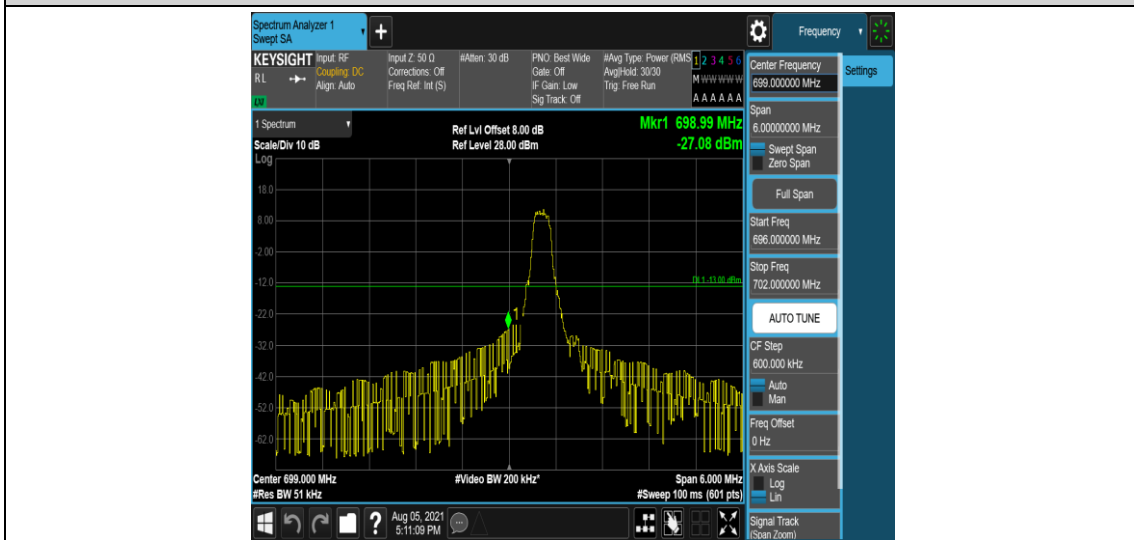 Spectrum Analyzer 1
Swept SA
+
Frequency
KEYSIGHT
RL
LXI
Input: RF
Coupling: DC
Align: Auto
Input Z: 50 Ω
Corrections: Off
Freq Ref: Int (S)
#Atten: 30 dB
PNO: Best Wide
Gate: Off
IF Gain: Low
Sig Track: Off
#Avg Type: Power (RMS
Avg|Hold: 30/30
Trig: Free Run
1 2 3 4 5 6
M W W W W W
A A A A A A
1 Spectrum
Scale/Div 10 dB
Ref Lvl Offset 8.00 dB
Ref Level 28.00 dBm
Mkr1 698.99 MHz
-27.08 dBm
Log
18.0
8.00
-2.00
-12.0
-22.0
-32.0
-42.0
-52.0
-62.0
DL1 -13.00 dBm
1
Center 699.000 MHz
#Res BW 51 kHz
#Video BW 200 kHz*
Span 6.000 MHz
#Sweep 100 ms (601 pts)
?
Aug 05, 2021
5:11:09 PM
Center Frequency
699.000000 MHz
Settings
Span
6.00000000 MHz
Swept Span
Zero Span
Full Span
Start Freq
696.000000 MHz
Stop Freq
702.000000 MHz
AUTO TUNE
CF Step
600.000 kHz
Auto
Man
Freq Offset
0 Hz
X Axis Scale
Log
Lin
Signal Track
(Span Zoom)